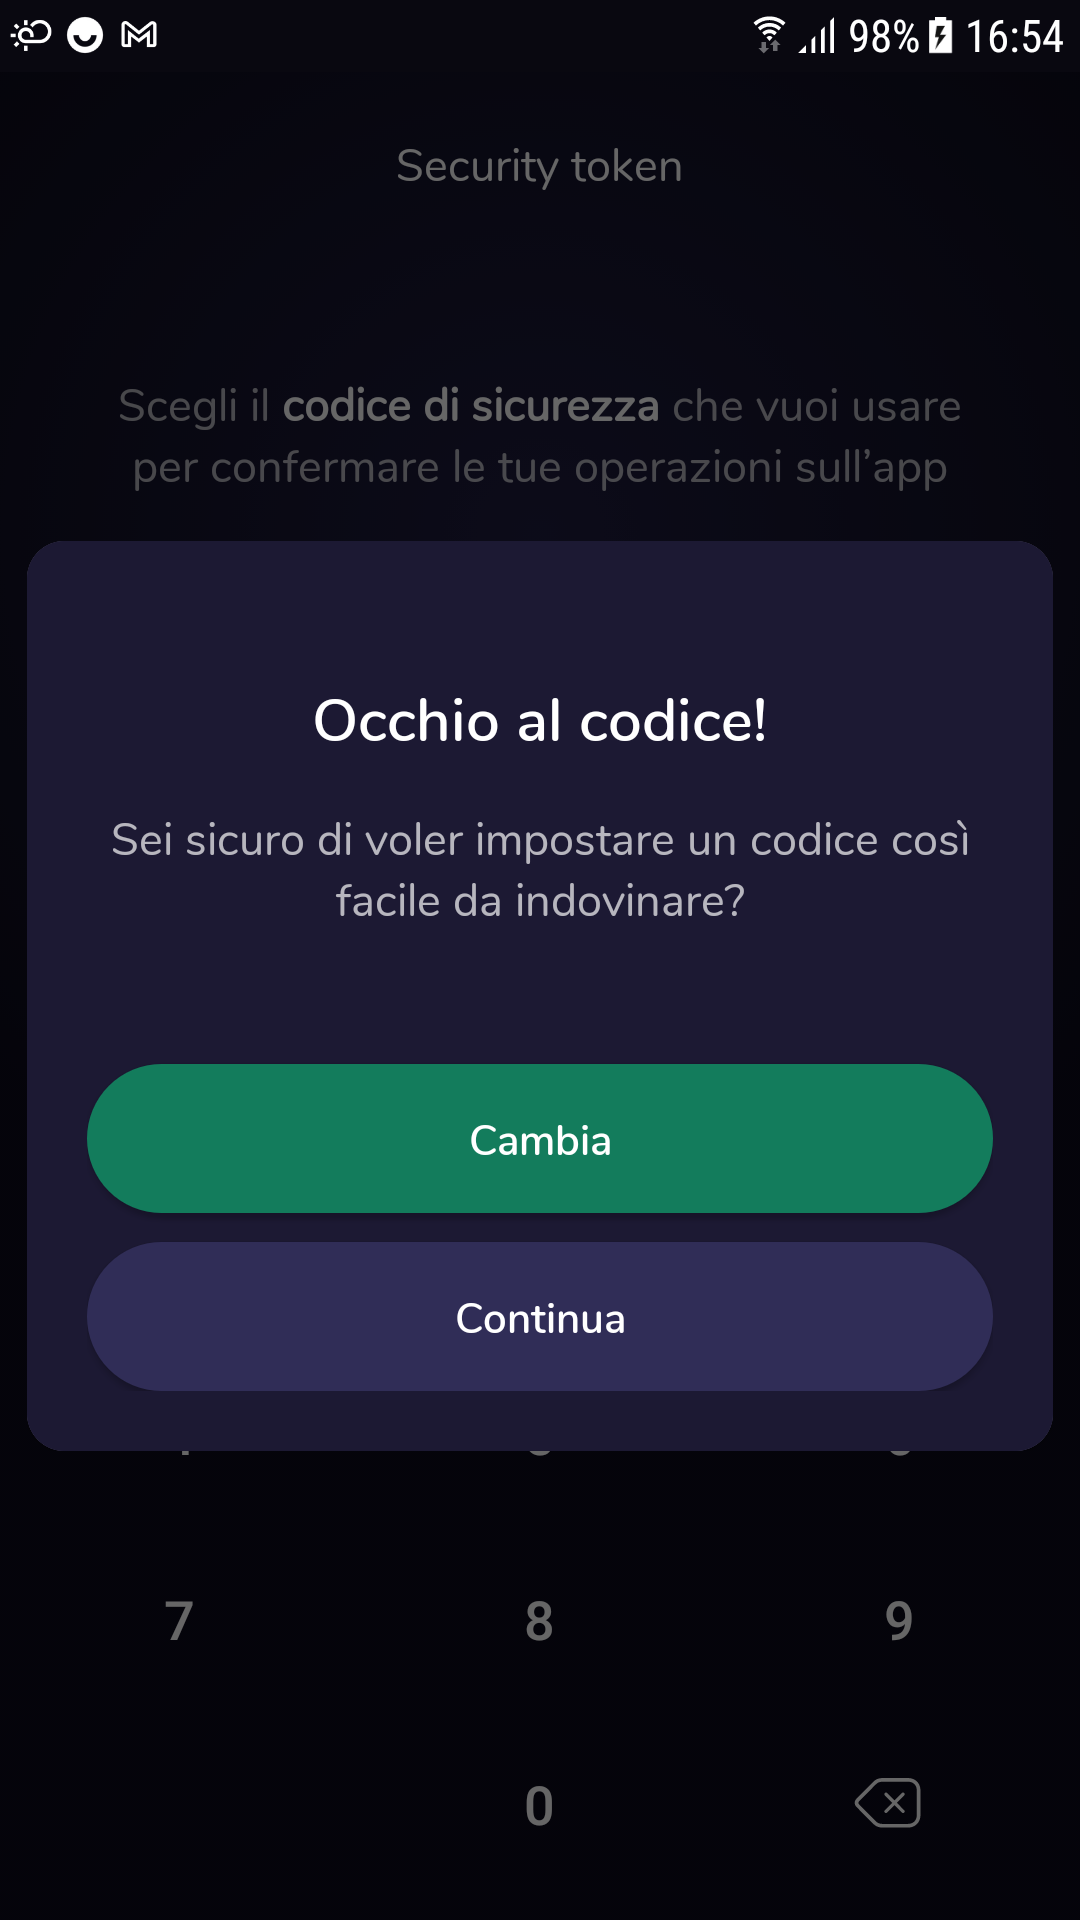 98% 16:54
Security token
Scegli il codice di sicurezza che vuoi usare
per confermare le tue operazioni sull’app
Occhio al codice!
Sei sicuro di voler impostare un codice così
facile da indovinare?
Cambia
Continua
7 8 9
0